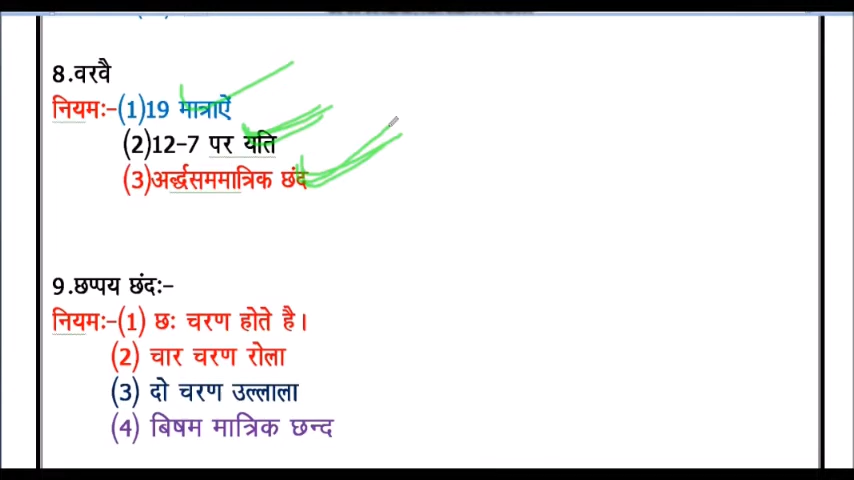 8.वरवै
नियमः-(1)19 मात्राऐं
(2)12-7 पर यति
(3)अर्द्धसममात्रिक छंद
9.छप्पय छंदः-
नियमः-(1) छः चरण होते है।
(2) चार चरण रोला
(3) दो चरण उल्लाला
(4) बिषम मात्रिक छन्द